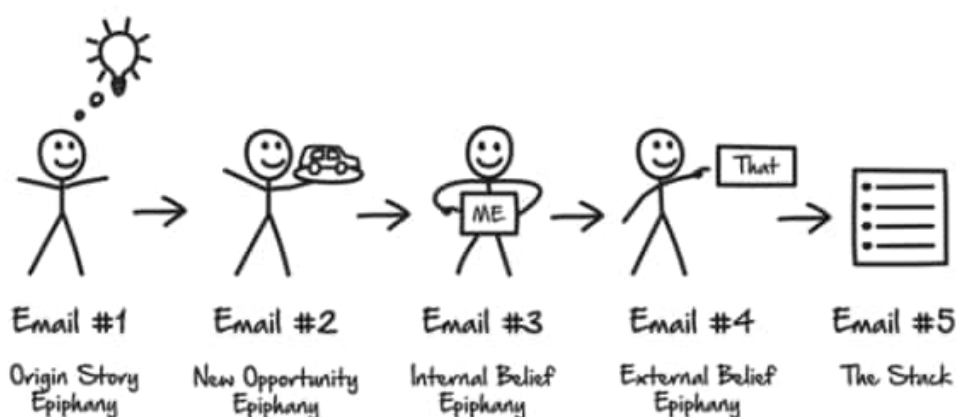 ME
That
Email #1
Email #2
Email #3
Email #4
Email #5
Origin Story
Epiphany
New Opportunity
Epiphany
Internal Belief
Epiphany
External Belief
Epiphany
The Stack